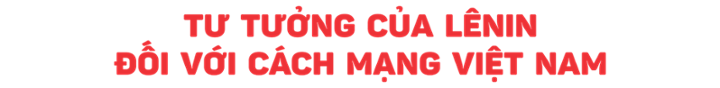 TƯ TƯỞNG CỦA LÊNIN
ĐỐI VỚI CÁCH MẠNG VIỆT NAM